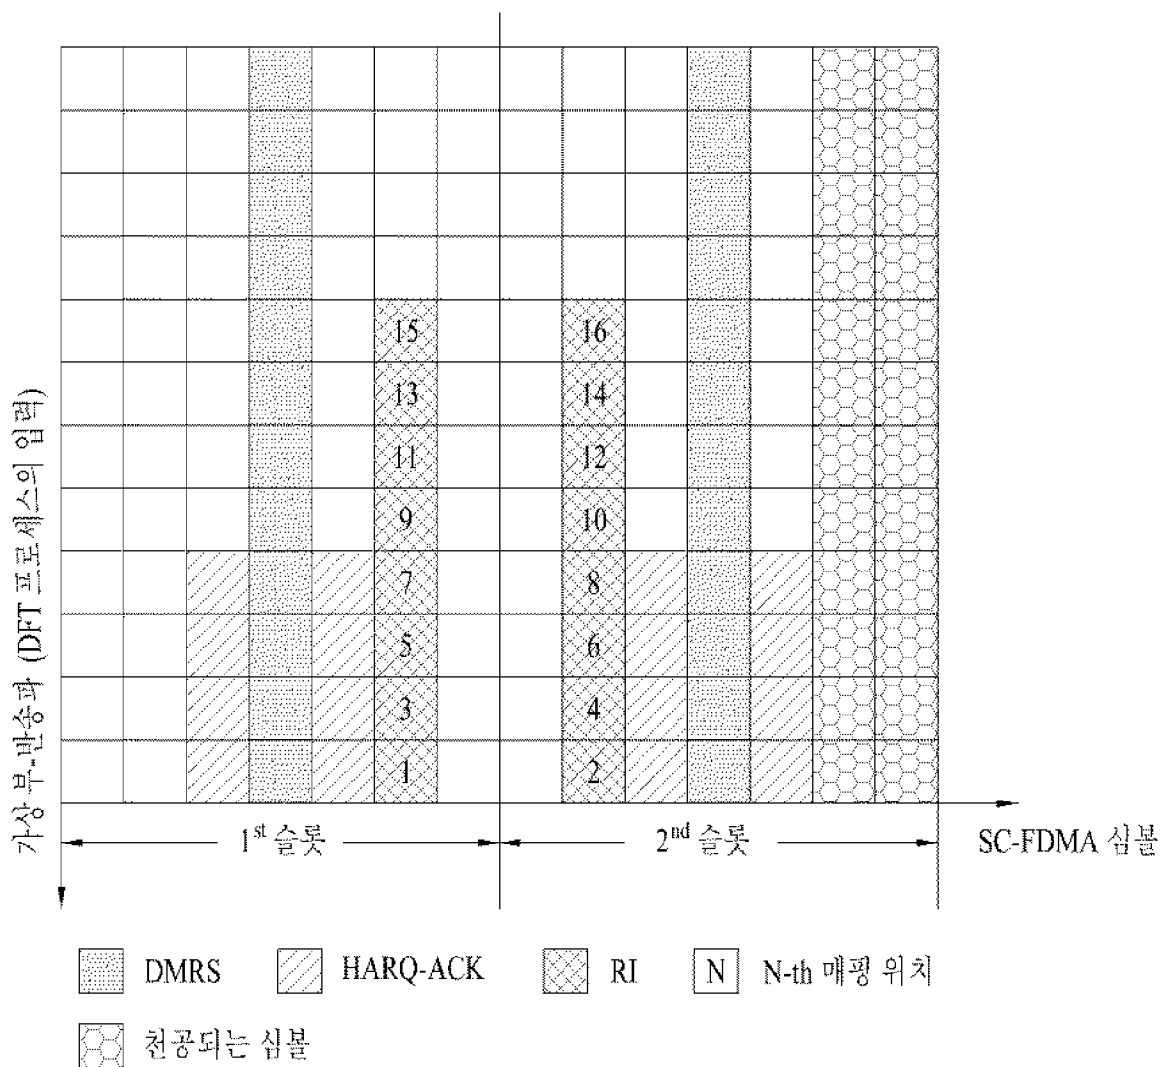 15 16
13 14
11 12
9 10
7 8
5 6
3 4
1 2
가상 부-반송파 (DFT 프로세스의 입력)
1st 슬롯
2nd 슬롯
SC-FDMA 심볼
DMRS
HARQ-ACK
RI
N
N-th 매핑 위치
천공되는 심볼